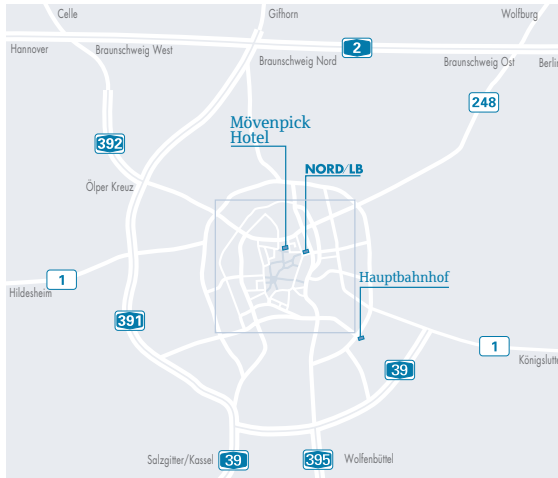 Celle
Gifhorn
Wolfburg
Hannover
Braunschweig West
2
Braunschweig Nord
Braunschweig Ost
Berlin
248
392
Mövenpick
Hotel
NORD/LB
Ölper Kreuz
1
Hildesheim
Hauptbahnhof
391
1
Königslutte
39
Salzgitter/Kassel
39
395
Wolfenbüttel